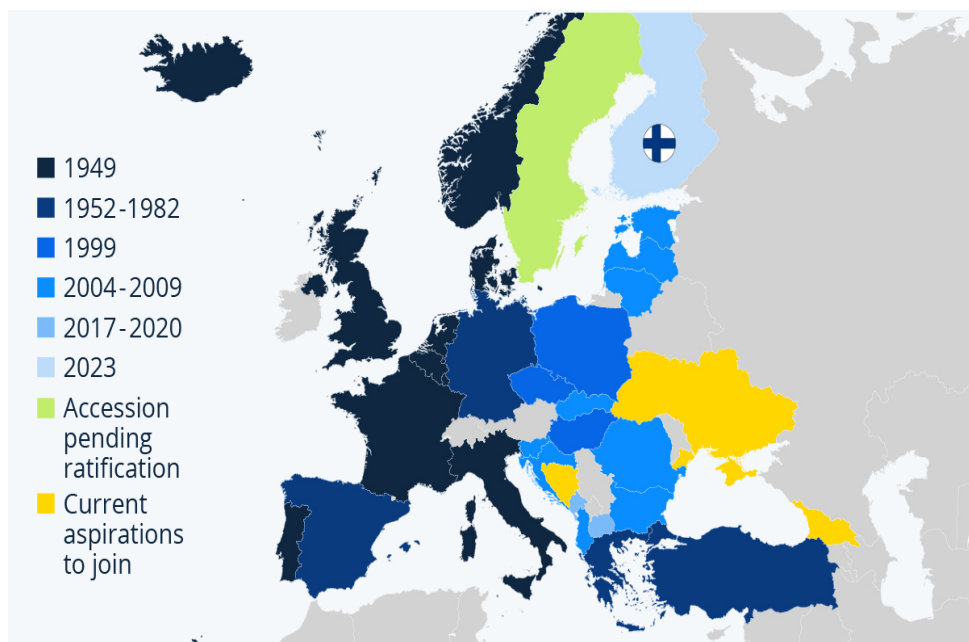 1949
1952-1982
1999
2004-2009
2017-2020
2023
Accession
pending
ratification
Current
aspirations
to join